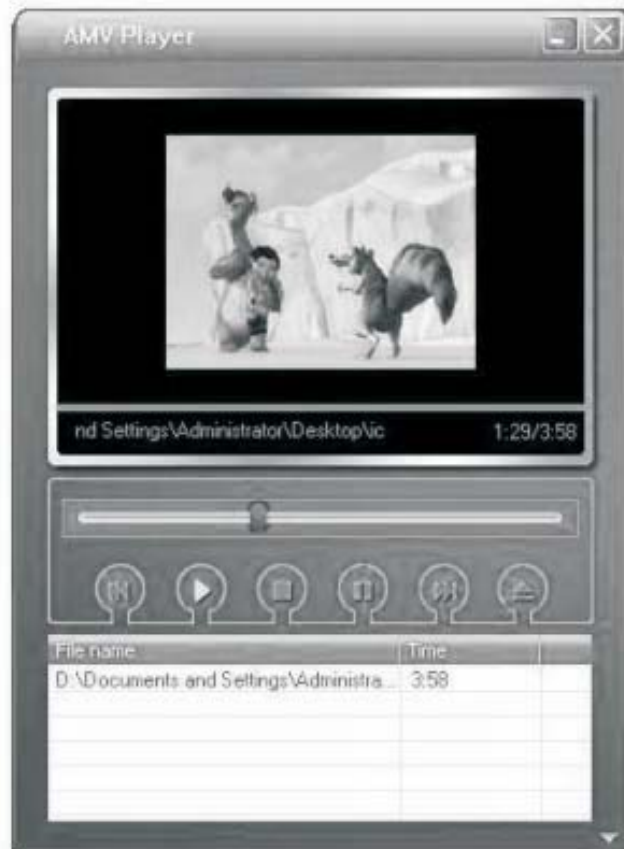 AMV Player
nd Settings\Administrator\Desktop\ic 1:29/3:58
File name Time
D:\Documents and Settings\Administra... 3:58